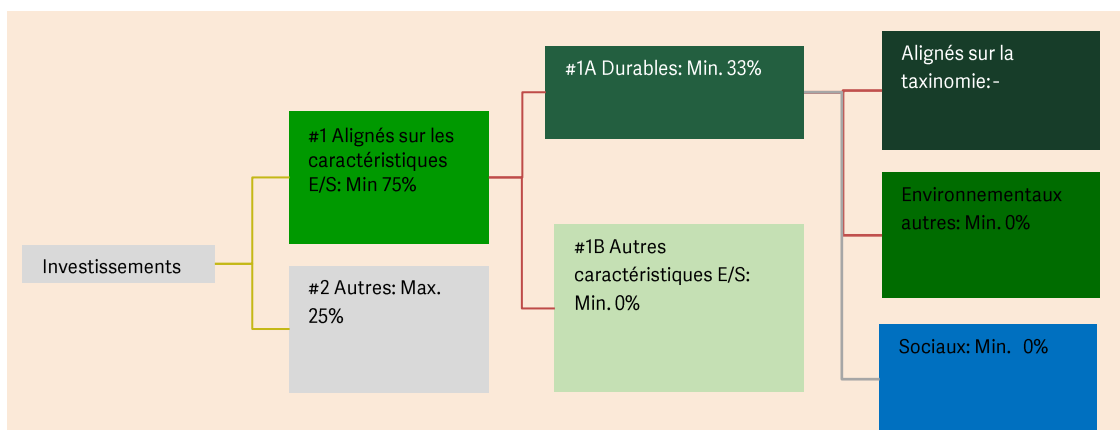 Investissements
#1 Alignés sur les
caractéristiques
E/S: Min 75%
#2 Autres: Max.
25%
#1A Durables: Min. 33%
#1B Autres
caractéristiques E/S:
Min. 0%
Alignés sur la
taxinomie:-
Environnementaux
autres: Min. 0%
Sociaux: Min. 0%